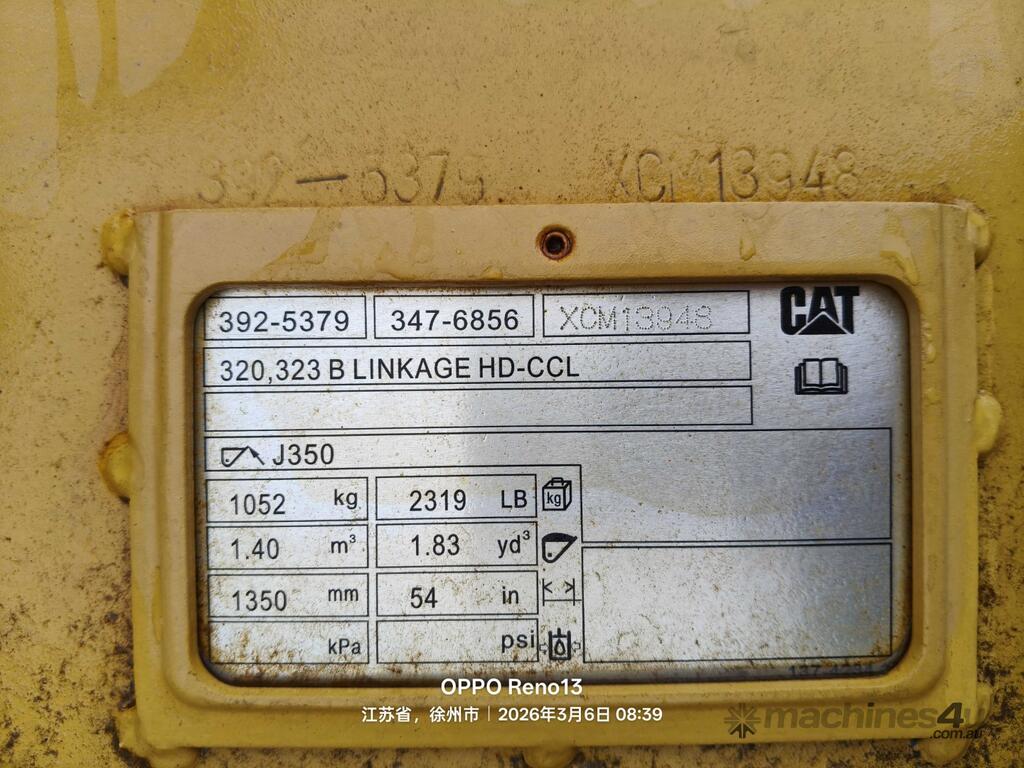 392-5379 XCM13948
392-5379 347-6856 XCM13948 CAT
320,323 B LINKAGE HD-CCL
J350
1052 kg 2319 LB kg
1.40 m³ 1.83 yd³
1350 mm 54 in
kPa psi
OPPO Reno13
江苏省，徐州市 | 2026年3月6日 08:39
machines4u
.com.au